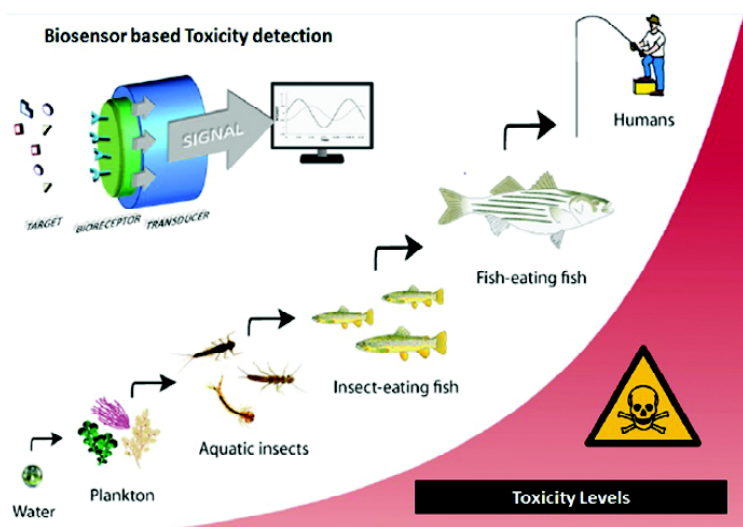 Biosensor based Toxicity detection
SIGNAL
TARGET
BIORECEPTOR
TRANSDUCER
Humans
Fish-eating fish
Insect-eating fish
Aquatic insects
Plankton
Water
Toxicity Levels